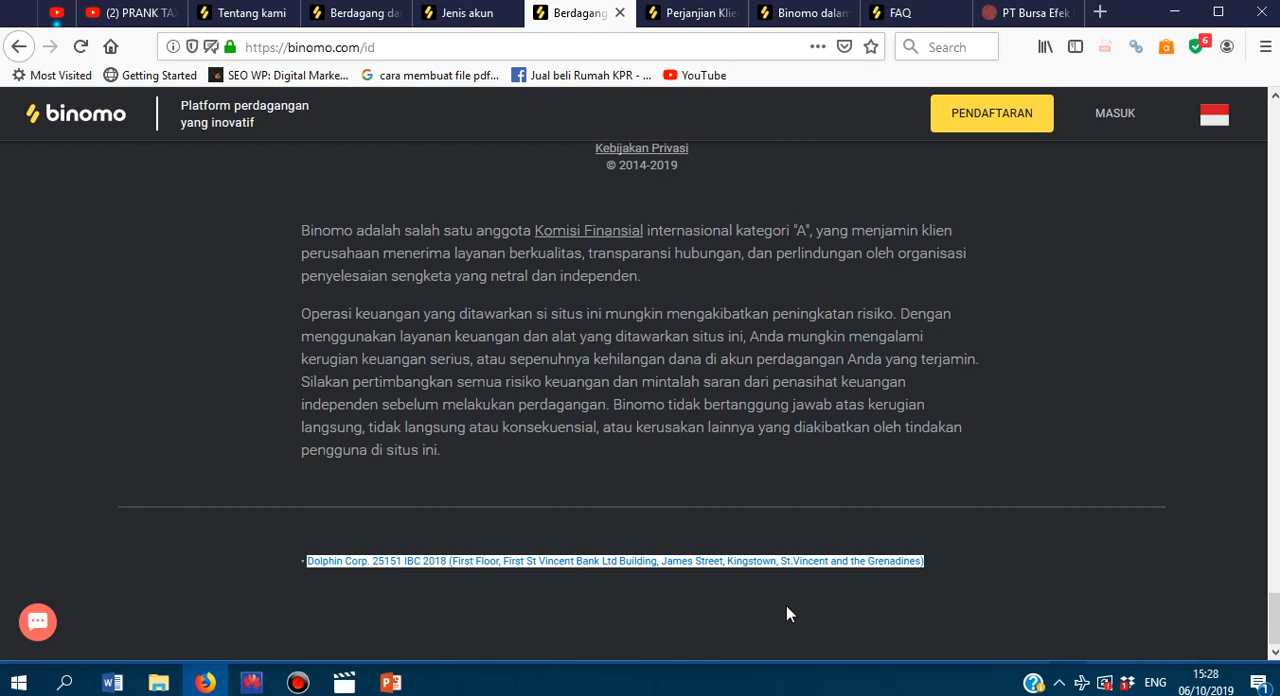 (2) PRANK TA
Tentang kami
Berdagang da
Jenis akun
Berdagang
Perjanjian Klie
Binomo dalam
FAQ
PT Bursa Efek
https://binomo.com/id
Search
6
Most Visited
Getting Started
SEO WP: Digital Marke...
cara membuat file pdf...
Jual beli Rumah KPR - ...
YouTube
binomo
Platform perdagangan
yang inovatif
PENDAFTARAN
MASUK
Kebijakan Privasi
© 2014-2019
Binomo adalah salah satu anggota Komisi Finansial internasional kategori "A", yang menjamin klien
perusahaan menerima layanan berkualitas, transparansi hubungan, dan perlindungan oleh organisasi
penyelesaian sengketa yang netral dan independen.
Operasi keuangan yang ditawarkan si situs ini mungkin mengakibatkan peningkatan risiko. Dengan
menggunakan layanan keuangan dan alat yang ditawarkan situs ini, Anda mungkin mengalami
kerugian keuangan serius, atau sepenuhnya kehilangan dana di akun perdagangan Anda yang terjamin.
Silakan pertimbangkan semua risiko keuangan dan mintalah saran dari penasihat keuangan
independen sebelum melakukan perdagangan. Binomo tidak bertanggung jawab atas kerugian
langsung, tidak langsung atau konsekuensial, atau kerusakan lainnya yang diakibatkan oleh tindakan
pengguna di situs ini.
• Dolphin Corp. 25151 IBC 2018 (First Floor, First St Vincent Bank Ltd Building, James Street, Kingstown, St.Vincent and the Grenadines)
ENG
15:28
06/10/2019